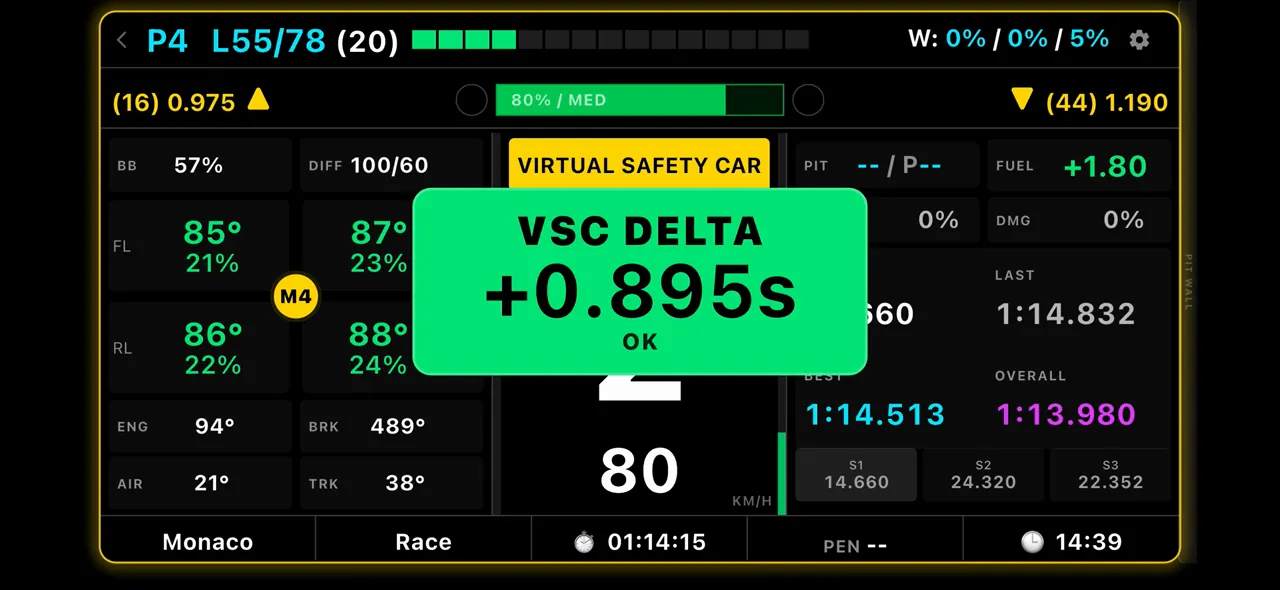 P4 L55/78 (20)
W: 0% / 0% / 5%
(16) 0.975
80% / MED
(44) 1.190
BB 57%
DIFF 100/60
VIRTUAL SAFETY CAR
PIT -- / P--
FUEL +1.80
VSC DELTA
+0.895s
OK
FL 85° 21%
87° 23%
M4
RL 86° 22%
88° 24%
0%
DMG 0%
LAST
1:14.832
BEST
1:14.513
OVERALL
1:13.980
ENG 94°
BRK 489°
AIR 21°
TRK 38°
80
KM/H
S1
14.660
S2
24.320
S3
22.352
PIT WALL
Monaco
Race
01:14:15
PEN --
14:39